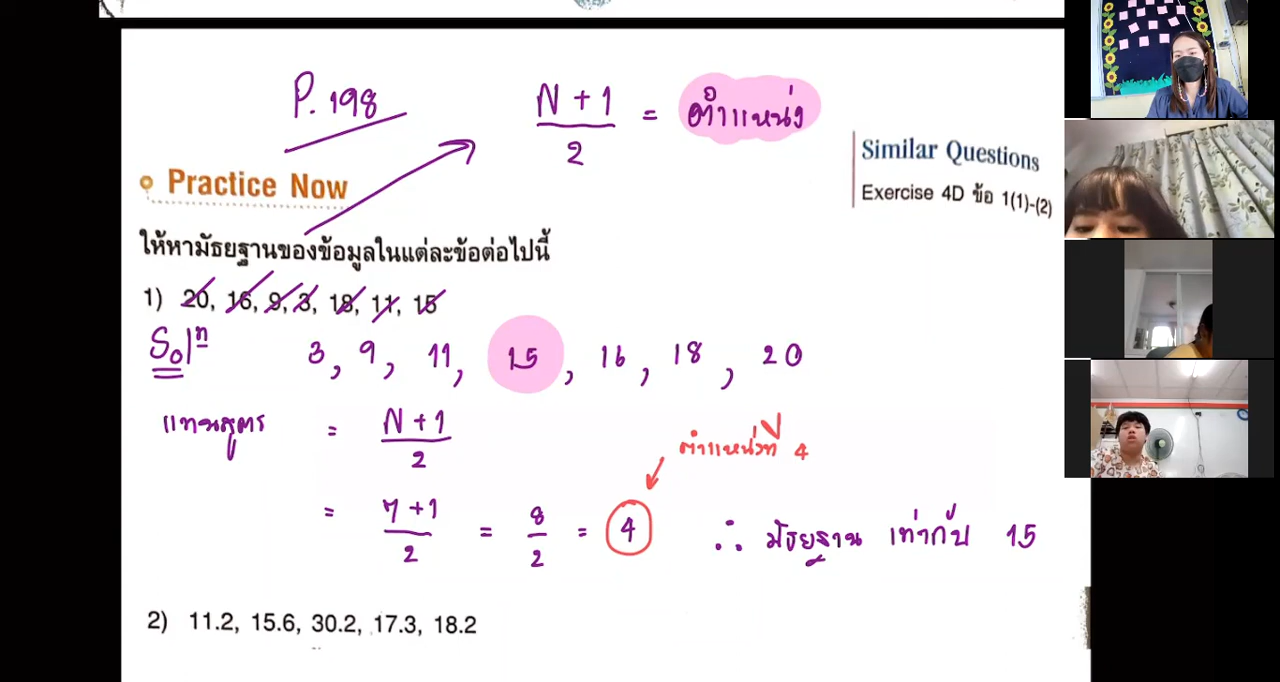 P. 198
N + 1 / 2 = ตำแหน่ง
Similar Questions
Exercise 4D ข้อ 1(1)-(2)
Practice Now
ให้หามัธยฐานของข้อมูลในแต่ละข้อต่อไปนี้
1) 20, 16, 9, 3, 18, 11, 15
Solⁿ 3, 9, 11, 15, 16, 18, 20
แทนสูตร = N + 1 / 2
ตำแหน่งที่ 4
= 7 + 1 / 2 = 8 / 2 = 4 ∴ มัธยฐาน เท่ากับ 15
2) 11.2, 15.6, 30.2, 17.3, 18.2